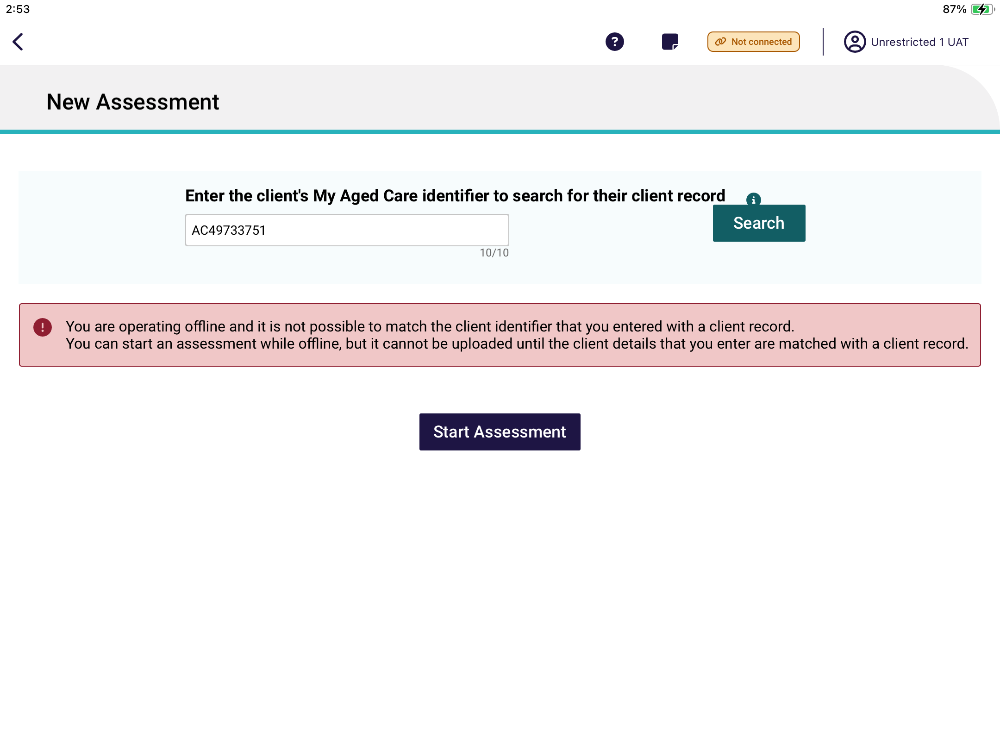 2:53
87%
Not connected
Unrestricted 1 UAT
New Assessment
Enter the client's My Aged Care identifier to search for their client record
AC49733751
Search
10/10
You are operating offline and it is not possible to match the client identifier that you entered with a client record.
You can start an assessment while offline, but it cannot be uploaded until the client details that you enter are matched with a client record.
Start Assessment